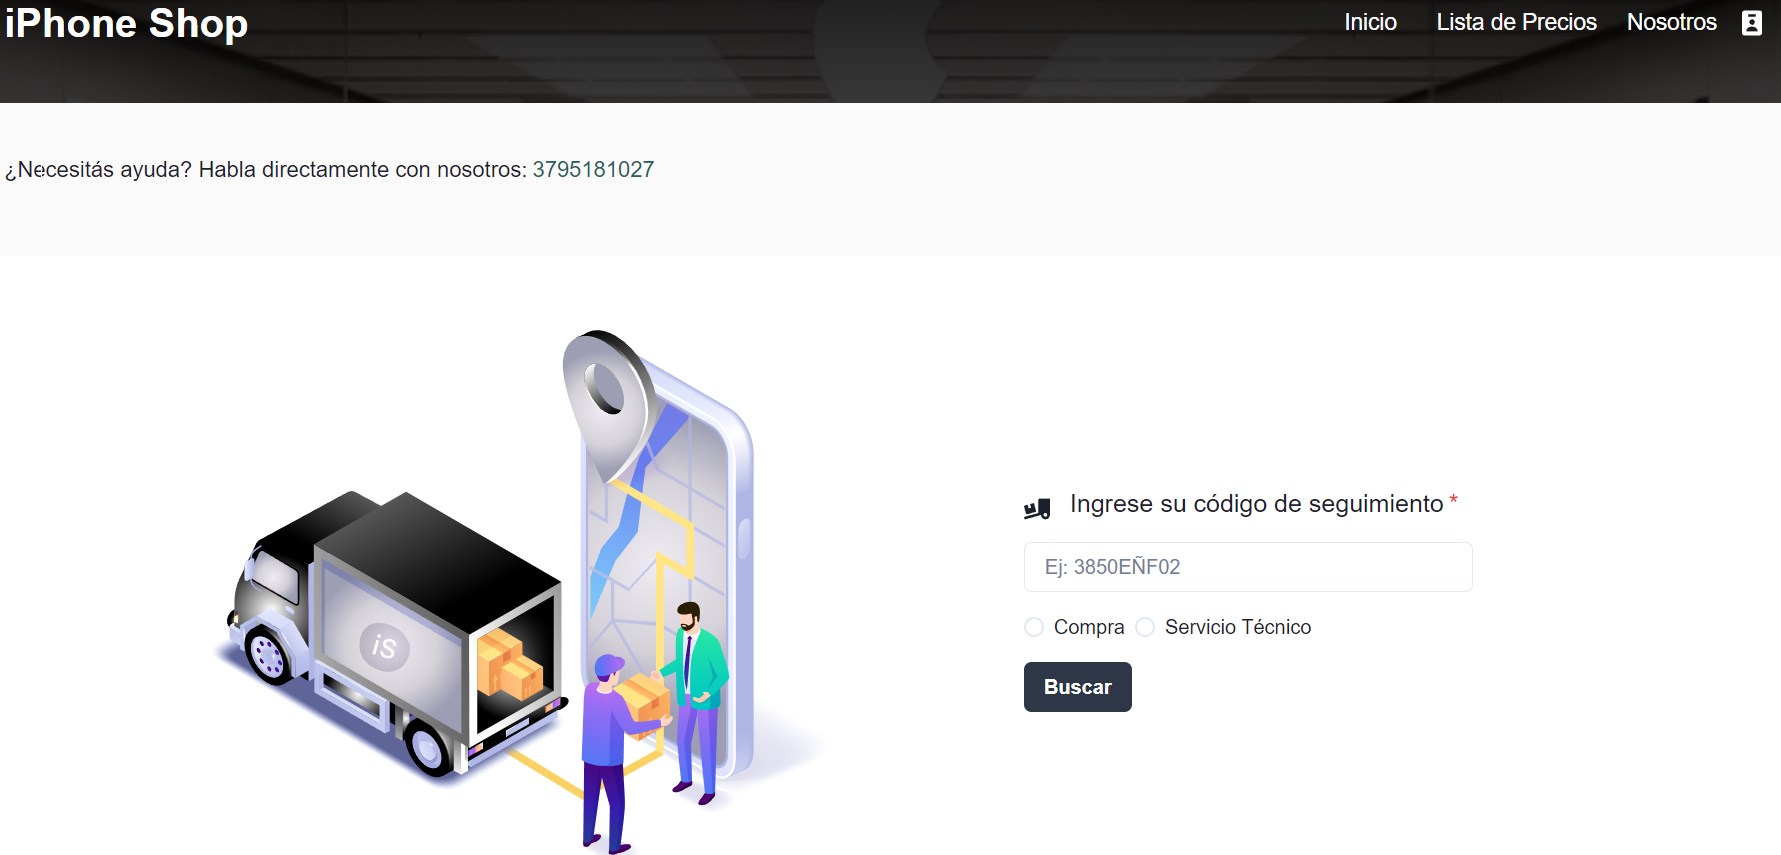 iPhone Shop
Inicio Lista de Precios Nosotros
¿Necesitás ayuda? Habla directamente con nosotros: 3795181027
iS
Ingrese su código de seguimiento *
Ej: 3850EÑF02
Compra Servicio Técnico
Buscar